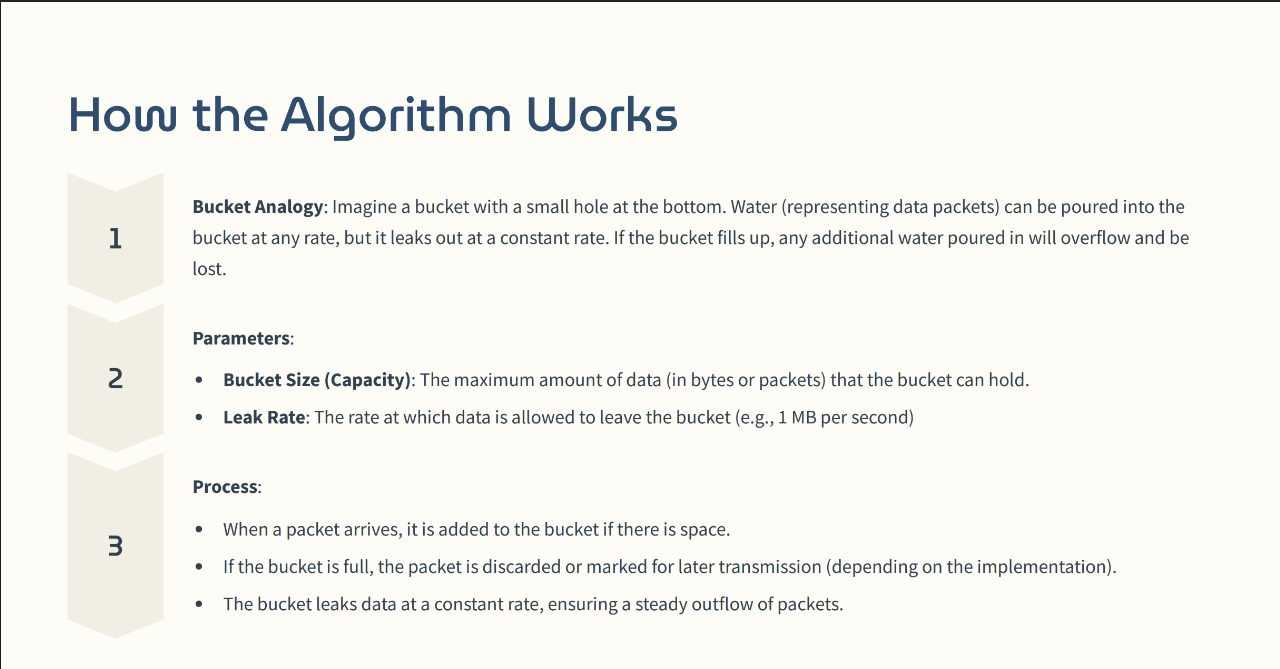 How the Algorithm Works
1
Bucket Analogy: Imagine a bucket with a small hole at the bottom. Water (representing data packets) can be poured into the
bucket at any rate, but it leaks out at a constant rate. If the bucket fills up, any additional water poured in will overflow and be
lost.
2
Parameters:
• Bucket Size (Capacity): The maximum amount of data (in bytes or packets) that the bucket can hold.
• Leak Rate: The rate at which data is allowed to leave the bucket (e.g., 1 MB per second)
3
Process:
• When a packet arrives, it is added to the bucket if there is space.
• If the bucket is full, the packet is discarded or marked for later transmission (depending on the implementation).
• The bucket leaks data at a constant rate, ensuring a steady outflow of packets.